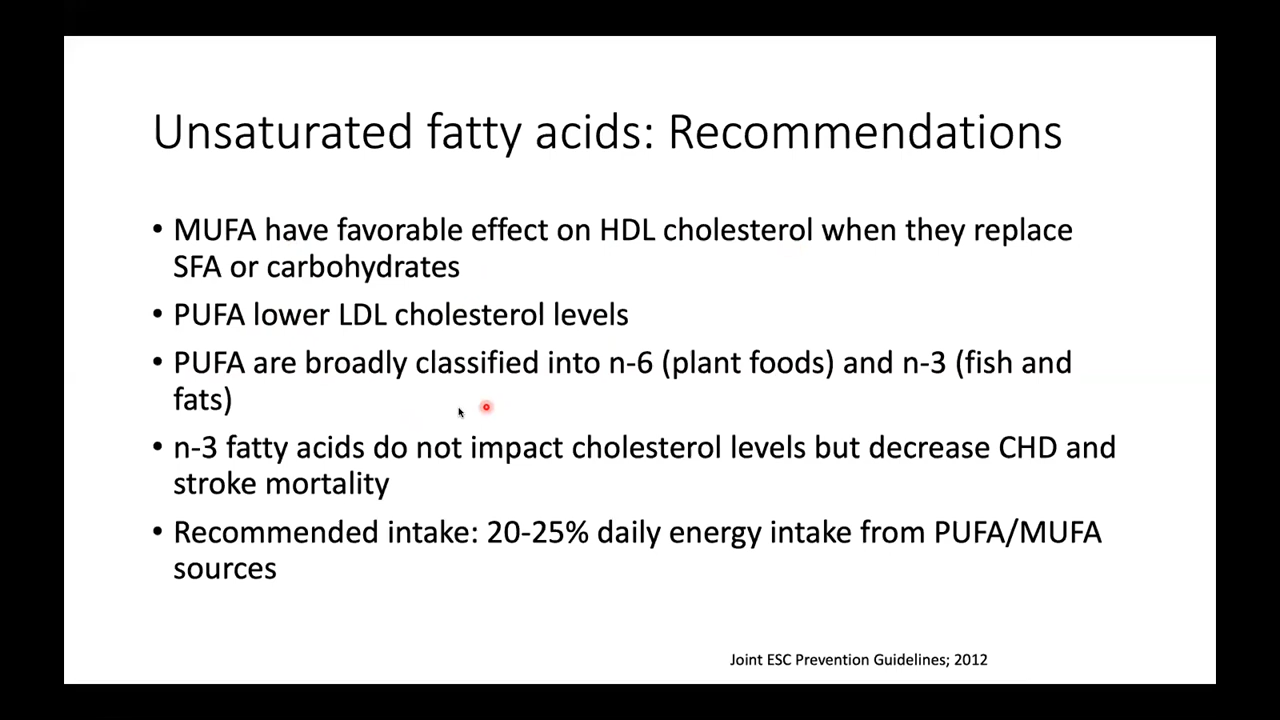 Unsaturated fatty acids: Recommendations
• MUFA have favorable effect on HDL cholesterol when they replace
SFA or carbohydrates
• PUFA lower LDL cholesterol levels
• PUFA are broadly classified into n-6 (plant foods) and n-3 (fish and
fats)
• n-3 fatty acids do not impact cholesterol levels but decrease CHD and
stroke mortality
• Recommended intake: 20-25% daily energy intake from PUFA/MUFA
sources
Joint ESC Prevention Guidelines; 2012